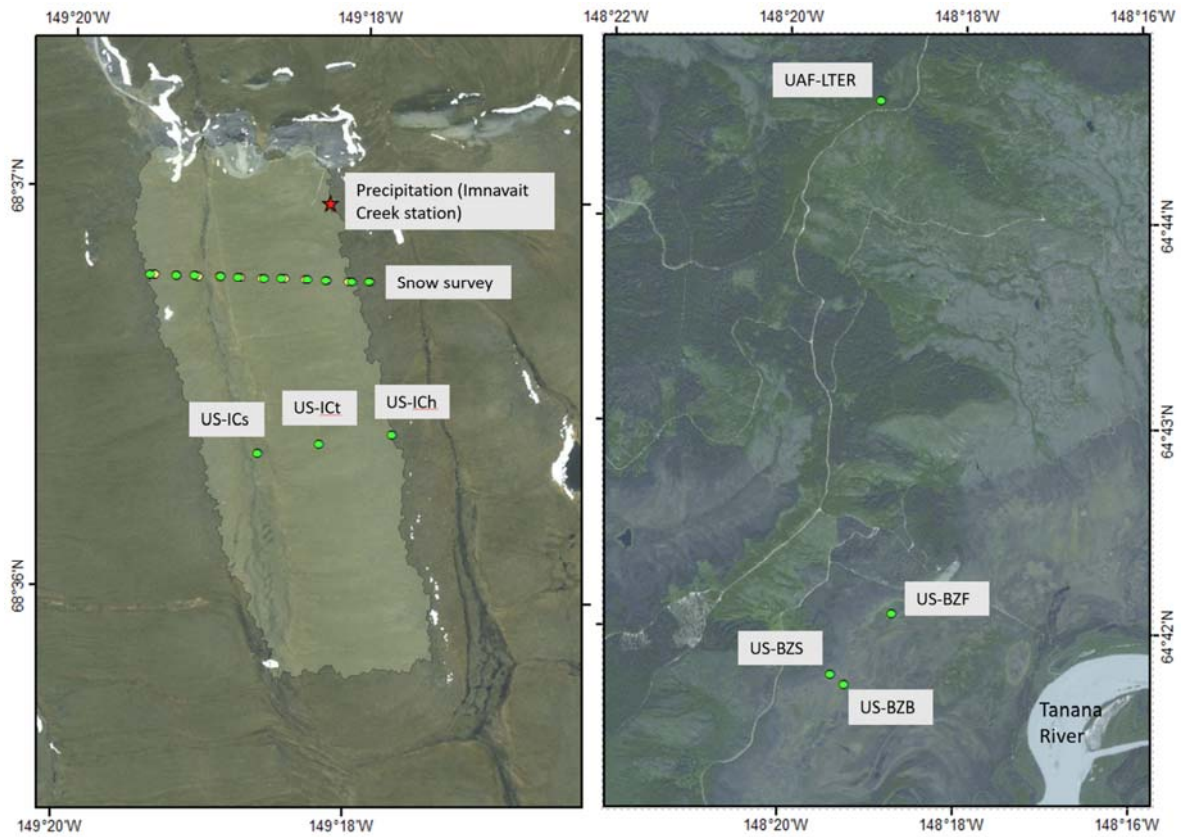 149°20'W
149°18'W
148°22'W
148°20'W
148°18'W
148°16'W
UAF-LTER
68°37'N
Precipitation (Imnavait
Creek station)
64°44'N
Snow survey
US-ICs
US-ICt
US-ICh
64°43'N
68°36'N
US-BZF
64°42'N
US-BZS
US-BZB
Tanana
River
149°20'W
149°18'W
148°20'W
148°18'W
148°16'W